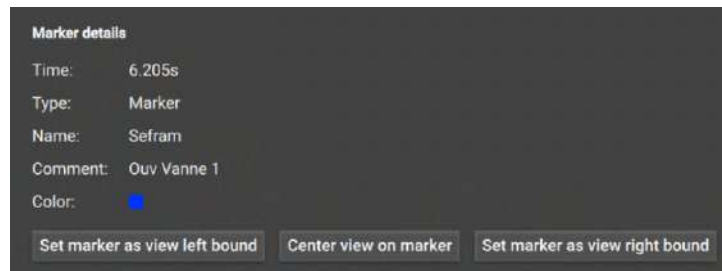 Marker details
Time: 6.205s
Type: Marker
Name: Sefram
Comment: Ouv Vanne 1
Color:
Set marker as view left bound Center view on marker Set marker as view right bound